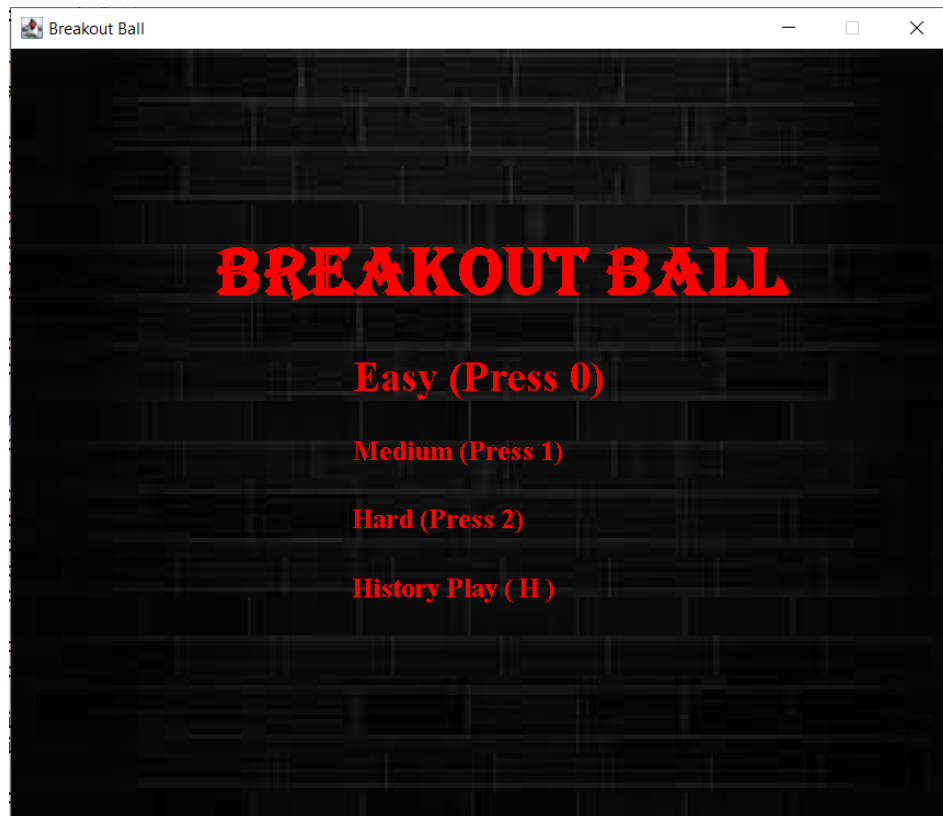 Breakout Ball
BREAKOUT BALL
Easy (Press 0)
Medium (Press 1)
Hard (Press 2)
History Play ( H )